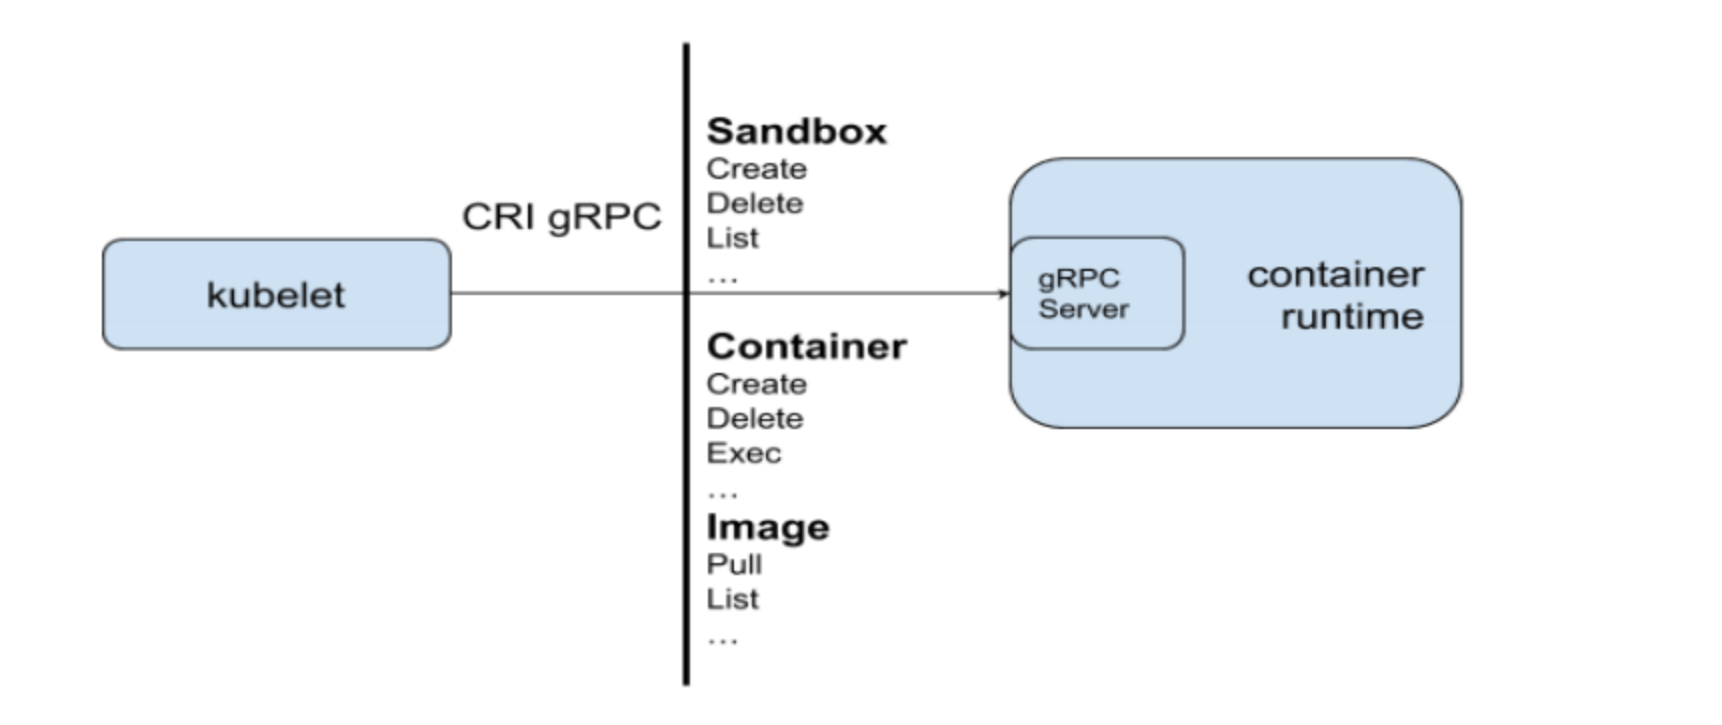 kubelet
CRI gRPC
Sandbox
Create
Delete
List
...
Container
Create
Delete
Exec
...
Image
Pull
List
...
gRPC
Server
container
runtime